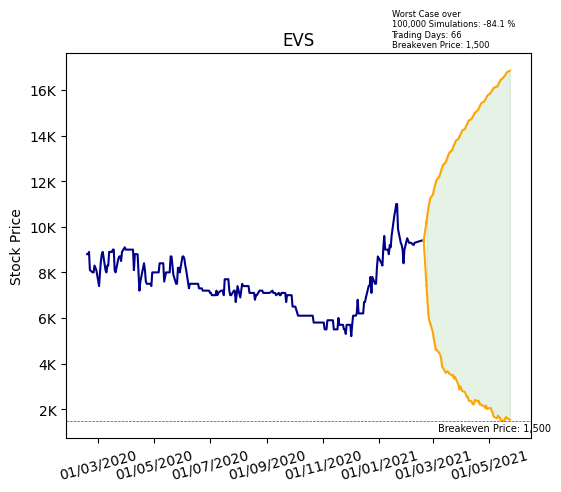 Worst Case over
100,000 Simulations: -84.1 %
Trading Days: 66
Breakeven Price: 1,500
EVS
Stock Price
16K
14K
12K
10K
8K
6K
4K
2K
Breakeven Price: 1,500
01/03/2020
01/05/2020
01/07/2020
01/09/2020
01/11/2020
01/01/2021
01/03/2021
01/05/2021